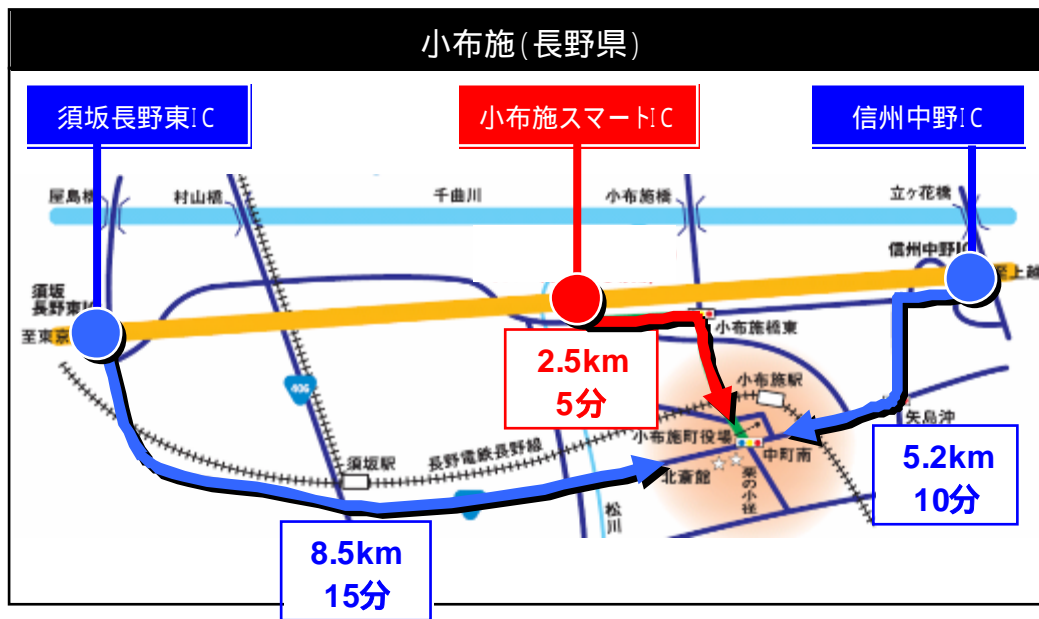 小布施(長野県)
須坂長野東IC
小布施スマートIC
信州中野IC
屋島橋
村山橋
千曲川
小布施橋
立ヶ花橋
信州中野IC
至上越
須坂
長野東IC
至東京
小布施橋東
2.5km
5分
小布施駅
406
矢島沖
小布施町役場
中町南
長野電鉄長野線
須坂駅
北斎館
栗の小径
5.2km
10分
松川
8.5km
15分